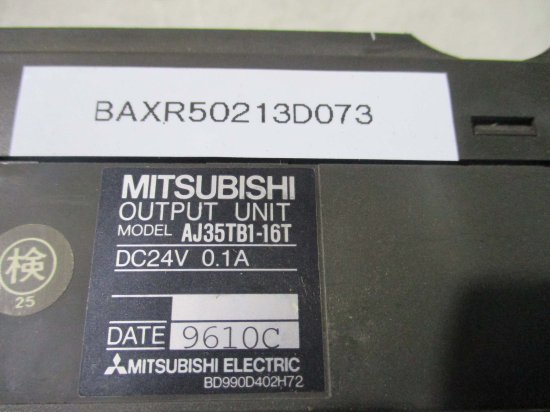 BAXR50213D073
MITSUBISHI
OUTPUT UNIT
MODEL AJ35TB1-16T
DC24V 0.1A
DATE 9610C
MITSUBISHI ELECTRIC
BD990D402H72
検
25